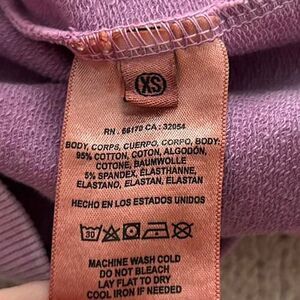 XS
RN . 66170 CA : 32054
BODY, CORPS, CUERPO, CORPO, BODY:
95% COTTON, COTON, ALGODÓN,
COTONE, BAUMWOLLE
5% SPANDEX, ÉLASTHANNE,
ELASTANO, ELASTAN, ELASTAN
HECHO EN LOS ESTADOS UNIDOS
30
MACHINE WASH COLD
DO NOT BLEACH
LAY FLAT TO DRY
COOL IRON IF NEEDED